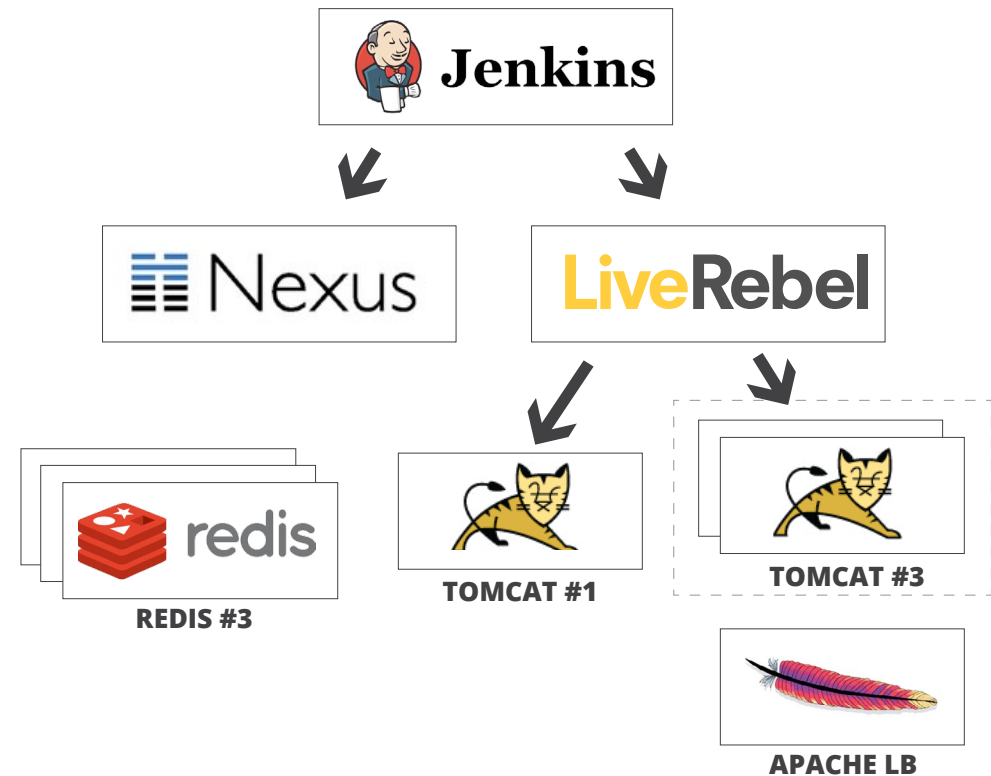 Jenkins
Nexus
LiveRebel
redis
REDIS #3
TOMCAT #1
TOMCAT #3
APACHE LB